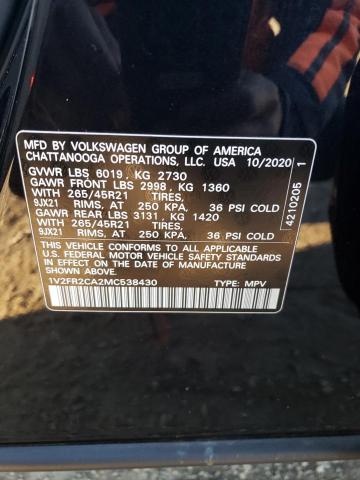 MFD BY VOLKSWAGEN GROUP OF AMERICA
CHATTANOOGA OPERATIONS, LLC. USA 10/2020 1
GVWR LBS 6019, KG 2730
GAWR FRONT LBS 2998, KG 1360
WITH 265/45R21 TIRES,
9JX21 RIMS, AT 250 KPA, 36 PSI COLD
GAWR REAR LBS 3131, KG 1420
WITH 265/45R21 TIRES,
9JX21 RIMS, AT 250 KPA, 36 PSI COLD
THIS VEHICLE CONFORMS TO ALL APPLICABLE
U.S. FEDERAL MOTOR VEHICLE SAFETY
STANDARDS IN EFFECT ON THE DATE OF
MANUFACTURE SHOWN ABOVE.
1V2FR2CA2MC538430 TYPE: MPV
4210205